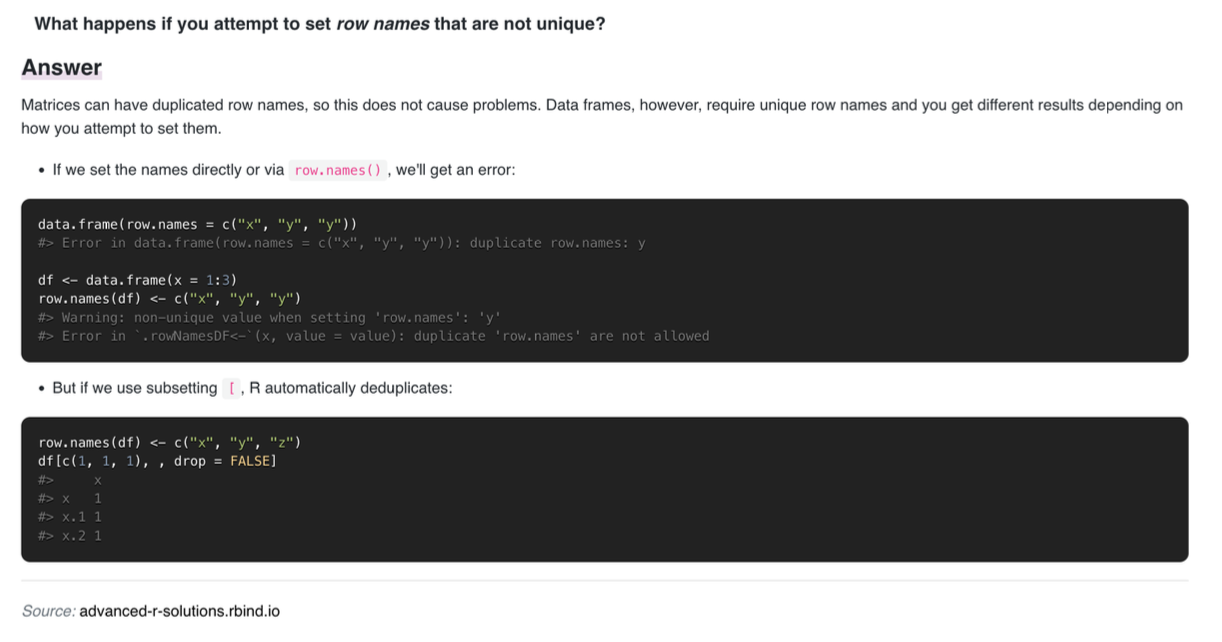 What happens if you attempt to set row names that are not unique?
Answer
Matrices can have duplicated row names, so this does not cause problems. Data frames, however, require unique row names and you get different results depending on
how you attempt to set them.
• If we set the names directly or via row.names() , we'll get an error:
data.frame(row.names = c("x", "y", "y"))
#> Error in data.frame(row.names = c("x", "y", "y")): duplicate row.names: y
df <- data.frame(x = 1:3)
row.names(df) <- c("x", "y", "y")
#> Warning: non-unique value when setting 'row.names': 'y'
#> Error in `.rowNamesDF<-`(x, value = value): duplicate 'row.names' are not allowed
• But if we use subsetting [ , R automatically deduplicates:
row.names(df) <- c("x", "y", "z")
df[c(1, 1, 1), , drop = FALSE]
#>     x
#> x   1
#> x.1 1
#> x.2 1
Source: advanced-r-solutions.rbind.io